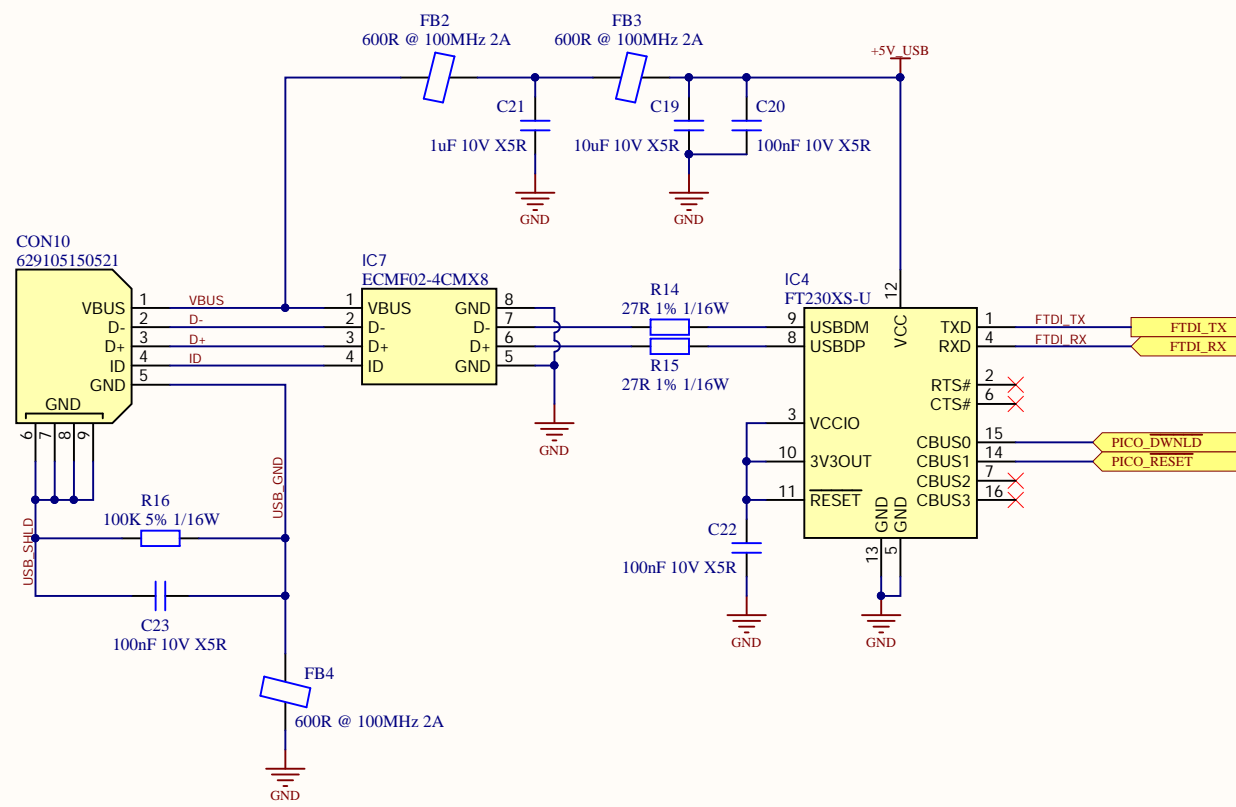 FB2
600R @ 100MHz 2A
FB3
600R @ 100MHz 2A
+5V_USB
C21
1uF 10V X5R
C19
10uF 10V X5R
C20
100nF 10V X5R
GND
GND
CON10
629105150521
VBUS 1
D- 2
D+ 3
ID 4
GND 5
GND
6 7 8 9
VBUS
D-
D+
ID
IC7
ECMF02-4CMX8
1 VBUS GND 8
2 D- D- 7
3 D+ D+ 6
4 ID GND 5
GND
R14
27R 1% 1/16W
R15
27R 1% 1/16W
IC4
FT230XS-U
12
VCC
9 USBDM
8 USBDP
3 VCCIO
10 3V3OUT
11 RESET
TXD 1
RXD 4
RTS# 2
CTS# 6
CBUS0 15
CBUS1 14
CBUS2 7
CBUS3 16
GND GND
13 5
FTDI_TX
FTDI_RX
FTDI_TX
FTDI_RX
PICO_DWNLD
PICO_RESET
C22
100nF 10V X5R
GND
GND
USB_SHLD
USB_GND
R16
100K 5% 1/16W
C23
100nF 10V X5R
FB4
600R @ 100MHz 2A
GND